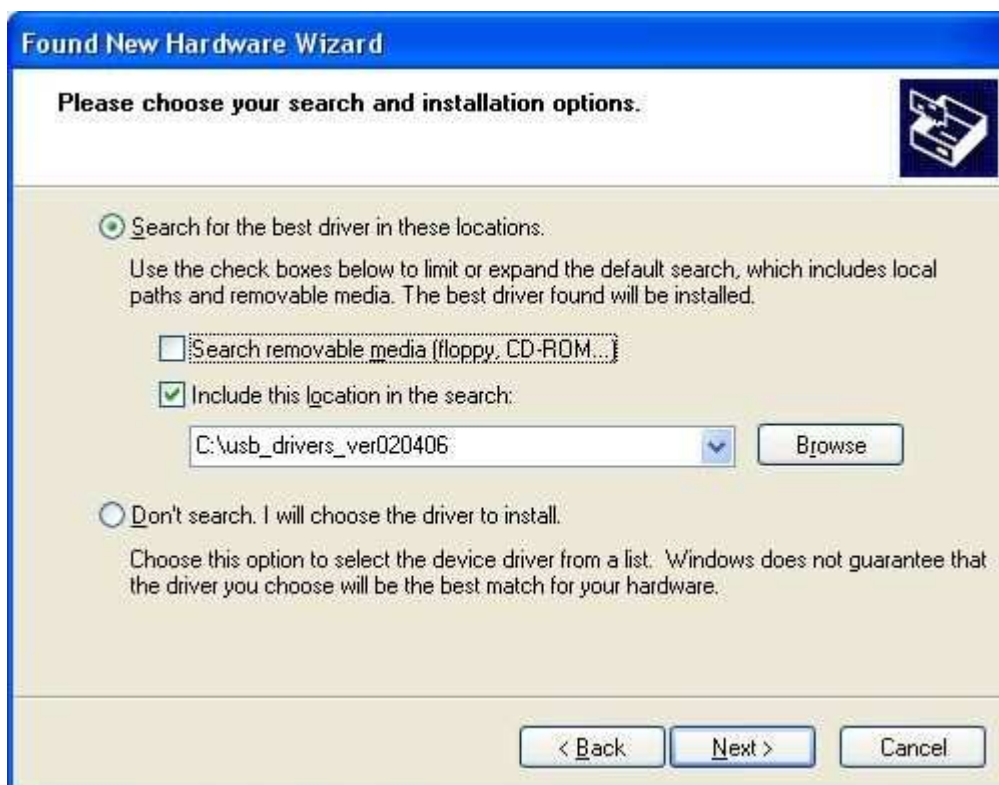 Found New Hardware Wizard
Please choose your search and installation options.
Search for the best driver in these locations.
Use the check boxes below to limit or expand the default search, which includes local
paths and removable media. The best driver found will be installed.
Search removable media (floppy, CD-ROM...)
Include this location in the search:
C:\usb_drivers_ver020406
Browse
Don't search. I will choose the driver to install.
Choose this option to select the device driver from a list. Windows does not guarantee that
the driver you choose will be the best match for your hardware.
< Back Next > Cancel